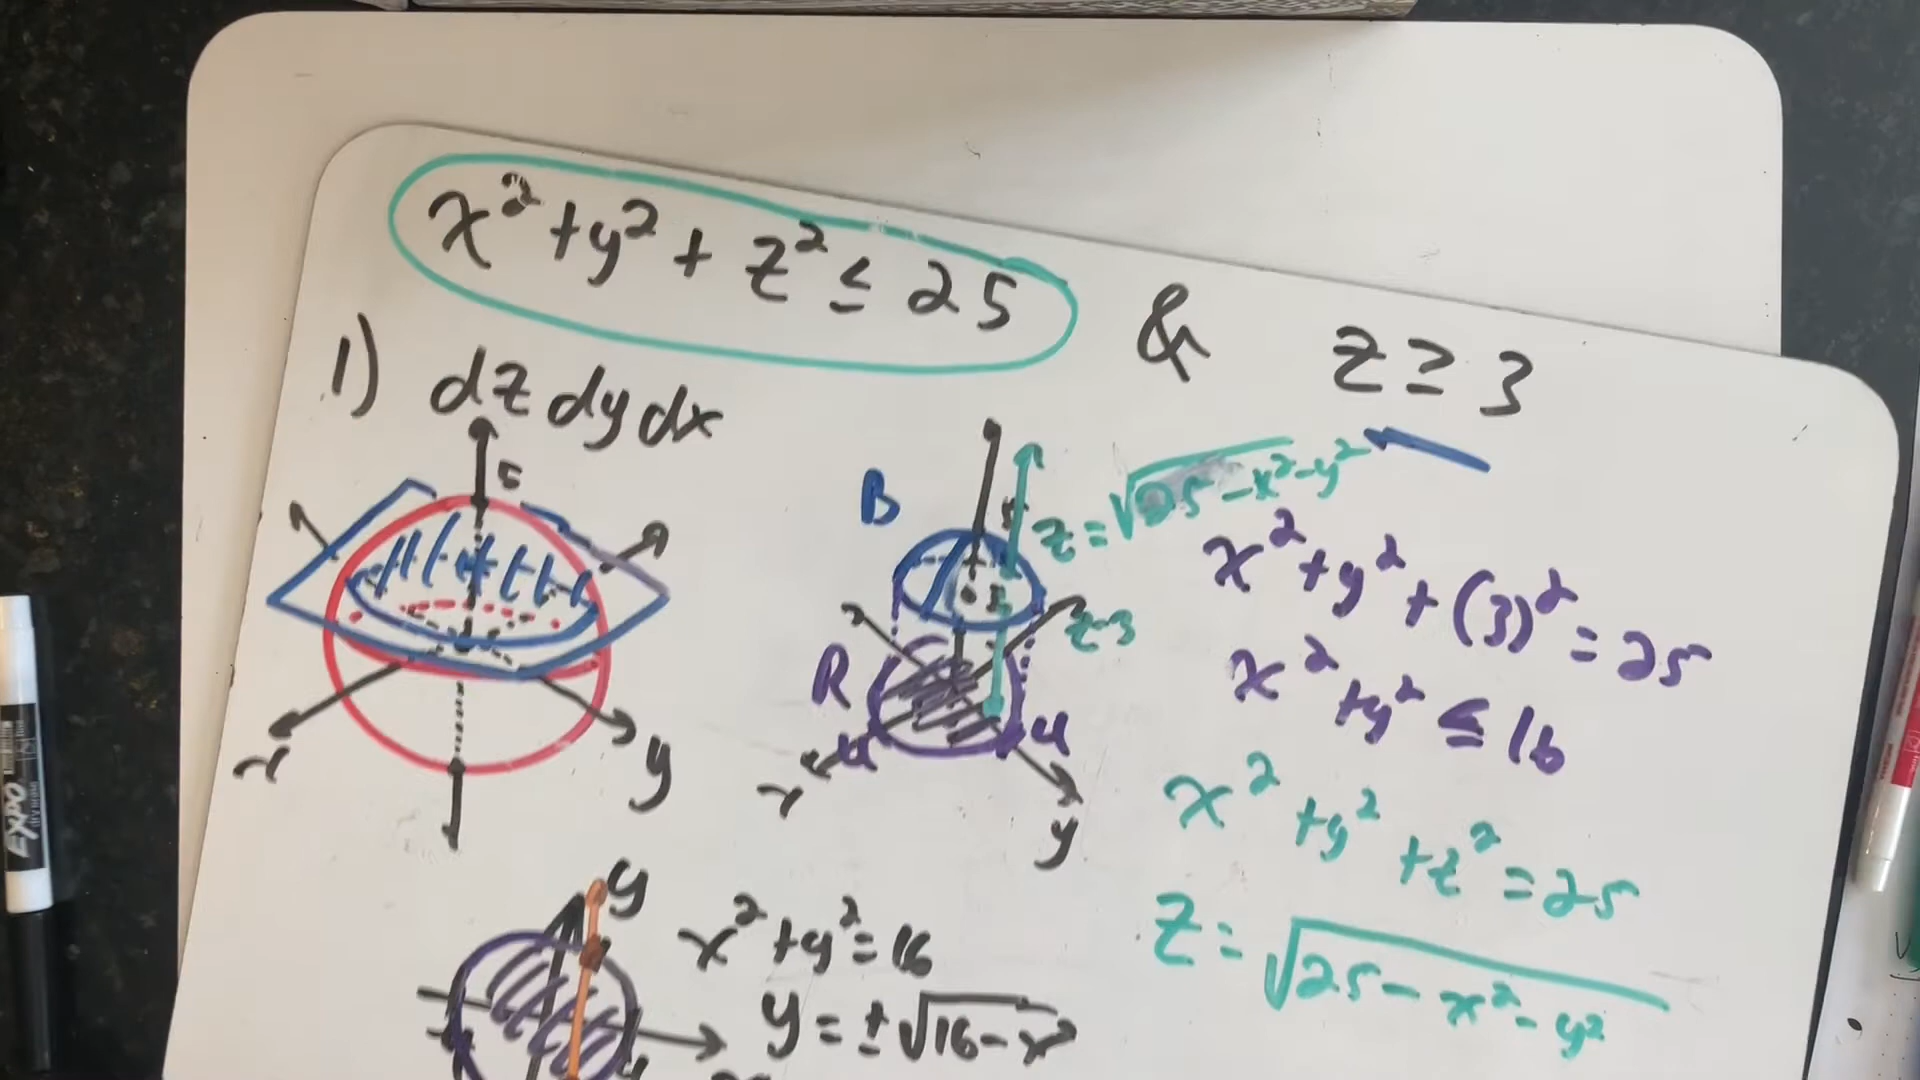 x² + y² + z² ≤ 25 & z ≥ 3
1) dz dy dx
5
x
y
B
z = √25 - x² - y²
z=3
R
4
4
x
y
x² + y² + (3)² = 25
x² + y² ≤ 16
x² + y² + z² = 25
z = √25 - x² - y²
y
x² + y² = 16
y = ± √16 - x²
EXPO